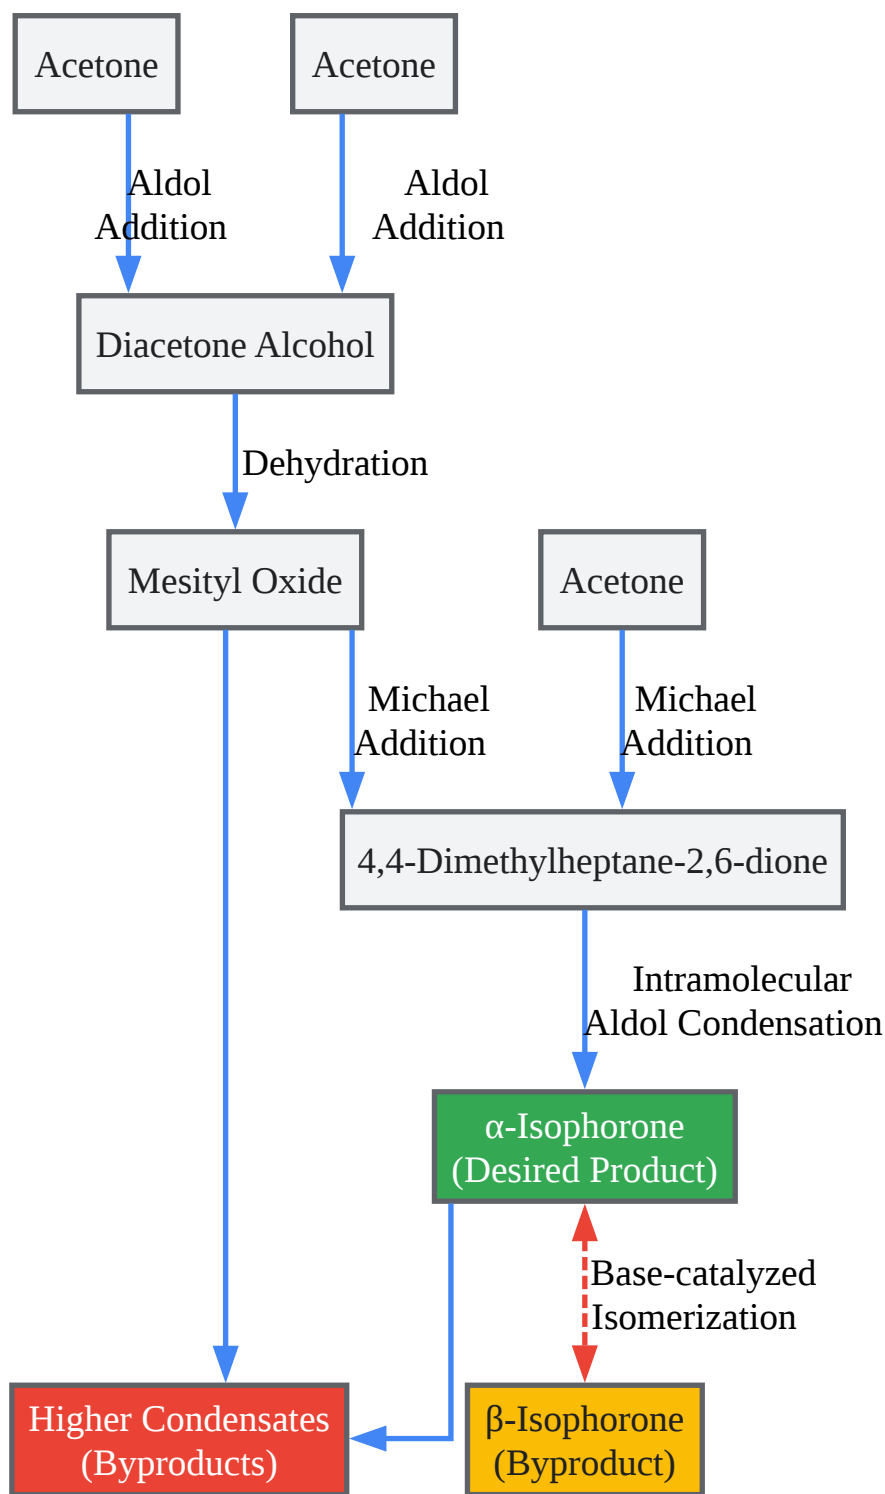 Acetone
Acetone
Aldol
Addition
Aldol
Addition
Diacetone Alcohol
Dehydration
Mesityl Oxide
Acetone
Michael
Addition
Michael
Addition
4,4-Dimethylheptane-2,6-dione
Intramolecular
Aldol Condensation
α-Isophorone
(Desired Product)
Base-catalyzed
Isomerization
Higher Condensates
(Byproducts)
β-Isophorone
(Byproduct)